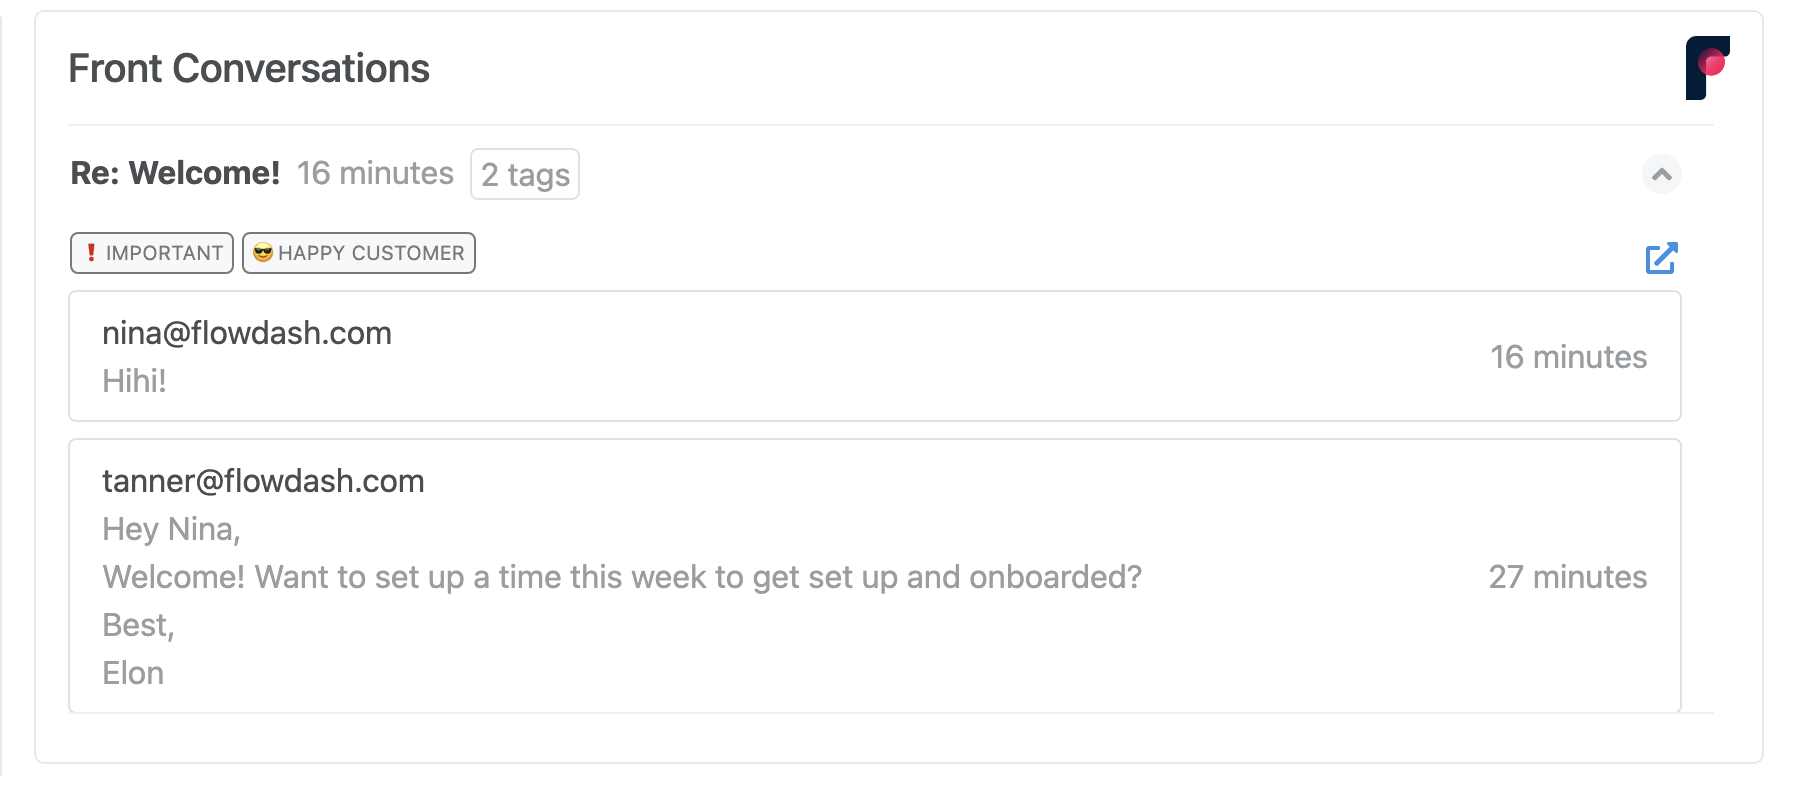 Front Conversations
Re: Welcome! 16 minutes 2 tags
❗ IMPORTANT 😎 HAPPY CUSTOMER
nina@flowdash.com
Hihi!
16 minutes
tanner@flowdash.com
Hey Nina,
Welcome! Want to set up a time this week to get set up and onboarded?
27 minutes
Best,
Elon